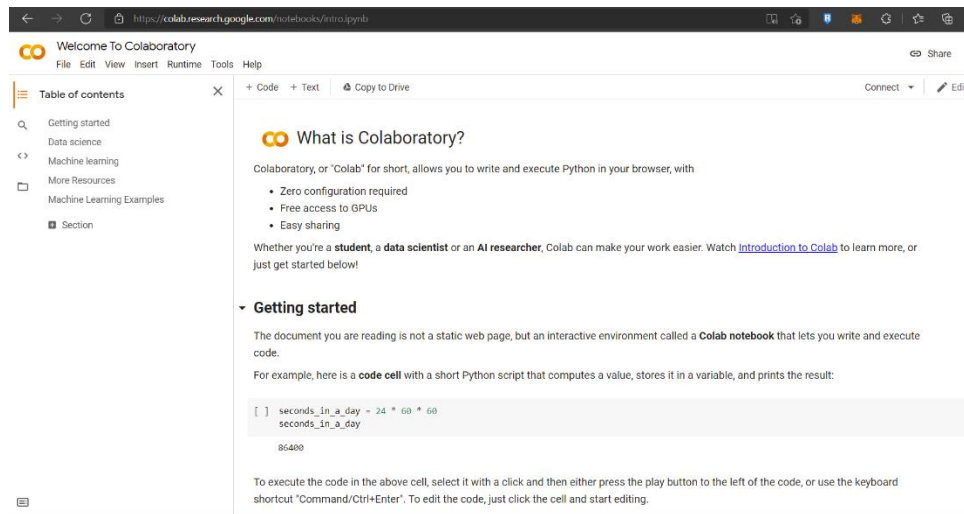 https://colab.research.google.com/notebooks/intro.ipynb
Welcome To Colaboratory
File Edit View Insert Runtime Tools Help
Share
Table of contents
Getting started
Data science
Machine learning
More Resources
Machine Learning Examples
Section
+ Code + Text Copy to Drive
Connect
Edi
What is Colaboratory?
Colaboratory, or "Colab" for short, allows you to write and execute Python in your browser, with
• Zero configuration required
• Free access to GPUs
• Easy sharing
Whether you're a student, a data scientist or an AI researcher, Colab can make your work easier. Watch Introduction to Colab to learn more, or
just get started below!
Getting started
The document you are reading is not a static web page, but an interactive environment called a Colab notebook that lets you write and execute
code.
For example, here is a code cell with a short Python script that computes a value, stores it in a variable, and prints the result:
[ ] seconds_in_a_day = 24 * 60 * 60
seconds_in_a_day
86400
To execute the code in the above cell, select it with a click and then either press the play button to the left of the code, or use the keyboard
shortcut "Command/Ctrl+Enter". To edit the code, just click the cell and start editing.